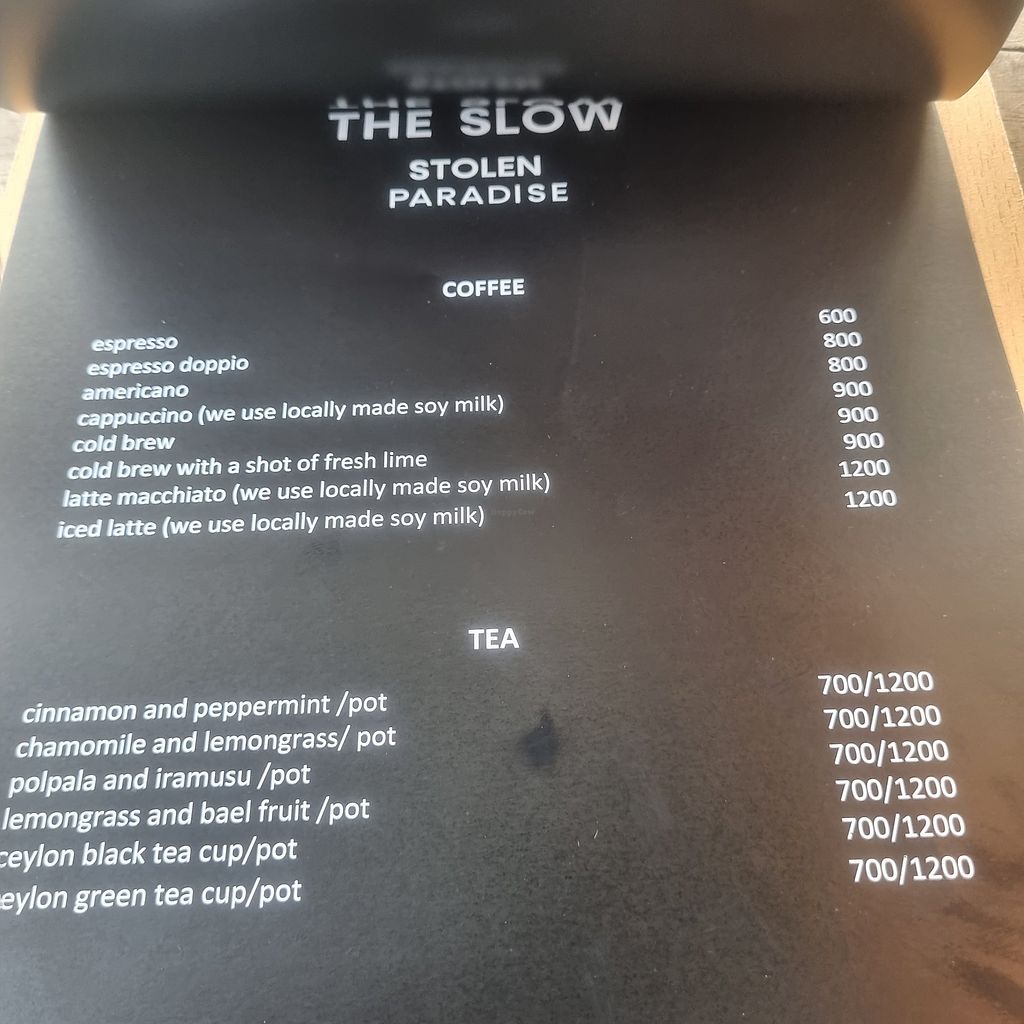 THE SLOW
STOLEN
PARADISE
COFFEE
espresso 600
espresso doppio 800
americano 800
cappuccino (we use locally made soy milk) 900
cold brew 900
cold brew with a shot of fresh lime 900
latte macchiato (we use locally made soy milk) 1200
iced latte (we use locally made soy milk) 1200
HappyCow
TEA
cinnamon and peppermint /pot 700/1200
chamomile and lemongrass/ pot 700/1200
polpala and iramusu /pot 700/1200
lemongrass and bael fruit /pot 700/1200
ceylon black tea cup/pot 700/1200
eylon green tea cup/pot 700/1200